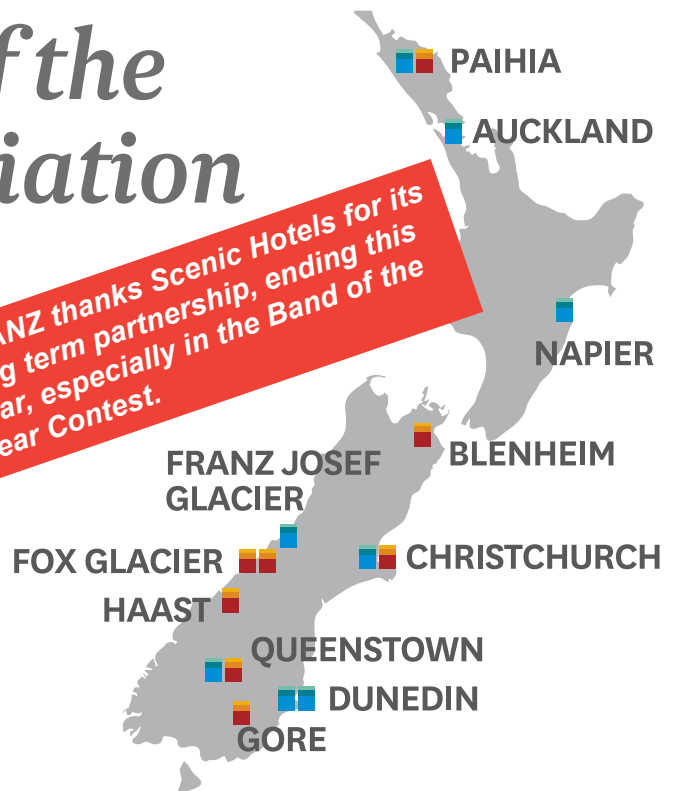 f the
iation
ANZ thanks Scenic Hotels for its
g term partnership, ending this
ar, especially in the Band of the
ear Contest.
PAIHIA
AUCKLAND
NAPIER
BLENHEIM
FRANZ JOSEF
GLACIER
FOX GLACIER
CHRISTCHURCH
HAAST
QUEENSTOWN
DUNEDIN
GORE